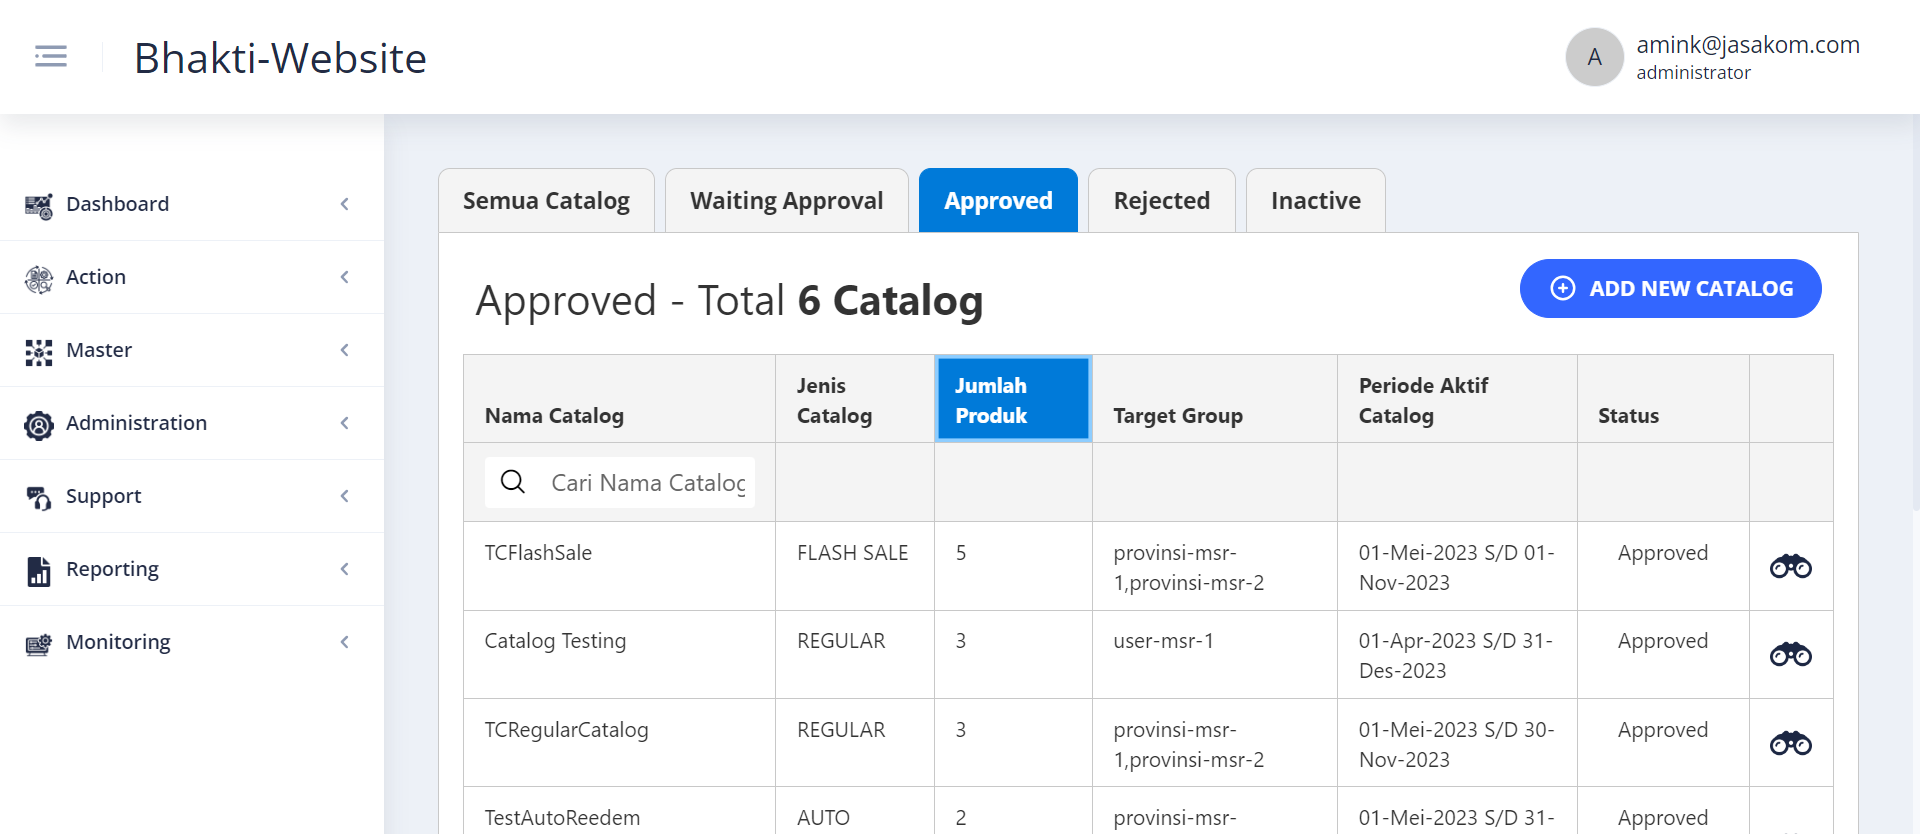 Bhakti-Website
A
amink@jasakom.com
administrator
Dashboard
Action
Master
Administration
Support
Reporting
Monitoring
Semua Catalog
Waiting Approval
Approved
Rejected
Inactive
Approved - Total 6 Catalog
ADD NEW CATALOG
Nama Catalog
Jenis
Catalog
Jumlah
Produk
Target Group
Periode Aktif
Catalog
Status
Cari Nama Catalog
TCFlashSale
FLASH SALE
5
provinsi-msr-
1,provinsi-msr-2
01-Mei-2023 S/D 01-
Nov-2023
Approved
Catalog Testing
REGULAR
3
user-msr-1
01-Apr-2023 S/D 31-
Des-2023
Approved
TCRegularCatalog
REGULAR
3
provinsi-msr-
1,provinsi-msr-2
01-Mei-2023 S/D 30-
Nov-2023
Approved
TestAutoReedem
AUTO
2
provinsi-msr-
01-Mei-2023 S/D 31-
Approved